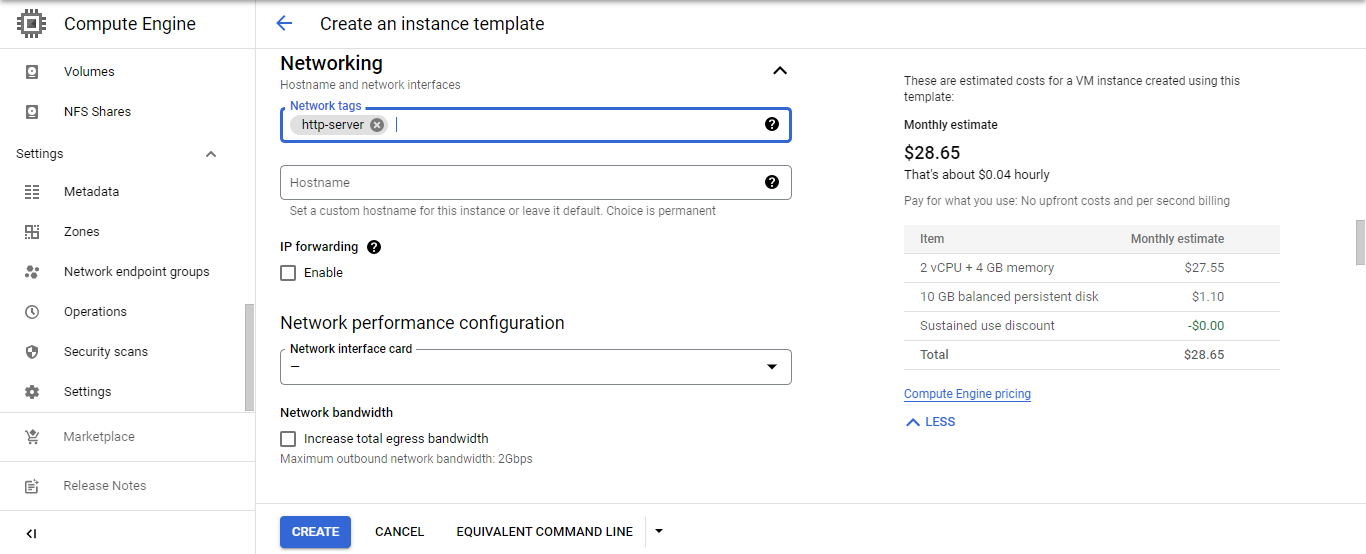 Compute Engine
Volumes
NFS Shares
Settings
Metadata
Zones
Network endpoint groups
Operations
Security scans
Settings
Marketplace
Release Notes
Create an instance template
Networking
Hostname and network interfaces
Network tags
http-server
Hostname
Set a custom hostname for this instance or leave it default. Choice is permanent
IP forwarding
Enable
Network performance configuration
Network interface card
—
Network bandwidth
Increase total egress bandwidth
Maximum outbound network bandwidth: 2Gbps
CREATE CANCEL EQUIVALENT COMMAND LINE
These are estimated costs for a VM instance created using this
template:
Monthly estimate
$28.65
That's about $0.04 hourly
Pay for what you use: No upfront costs and per second billing
Item Monthly estimate
2 vCPU + 4 GB memory $27.55
10 GB balanced persistent disk $1.10
Sustained use discount -$0.00
Total $28.65
Compute Engine pricing
LESS